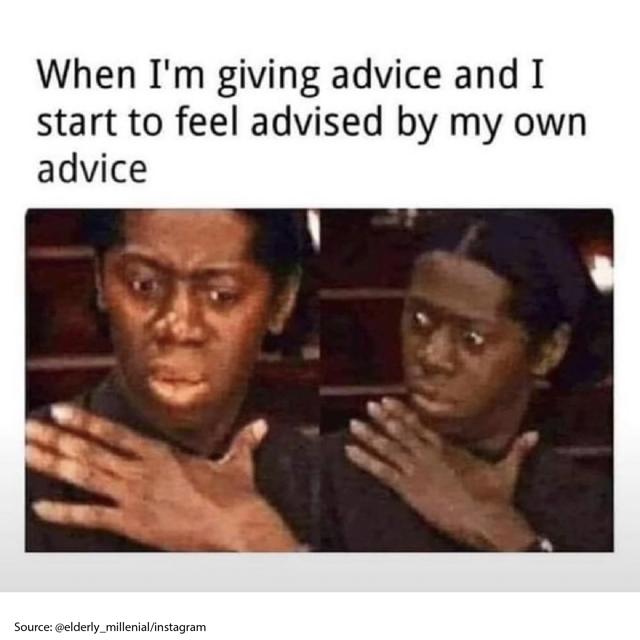 When I'm giving advice and I
start to feel advised by my own
advice
Source: @elderly_millenial/instagram